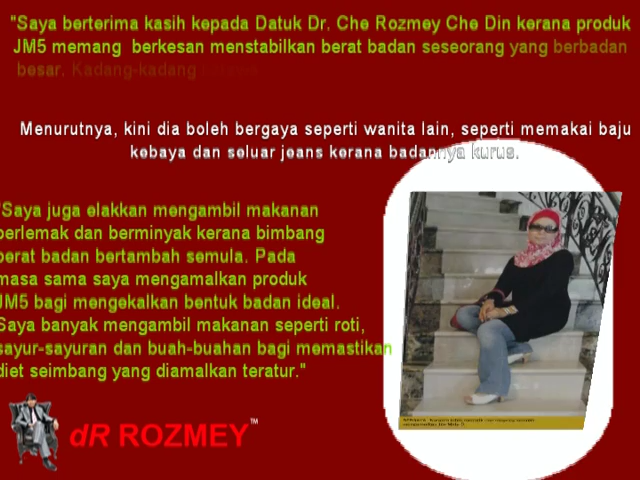 "Saya berterima kasih kepada Datuk Dr. Che Rozmey Che Din kerana produk
JM5 memang berkesan menstabilkan berat badan seseorang yang berbadan
besar. Kadang-kadang
Menurutnya, kini dia boleh bergaya seperti wanita lain, seperti memakai baju
kebaya dan seluar jeans kerana badannya kurus.
"Saya juga elakkan mengambil makanan
berlemak dan berminyak kerana bimbang
berat badan bertambah semula. Pada
masa sama saya mengamalkan produk
JM5 bagi mengekalkan bentuk badan ideal.
Saya banyak mengambil makanan seperti roti,
sayur-sayuran dan buah-buahan bagi memastikan
diet seimbang yang diamalkan teratur."
dR ROZMEY™